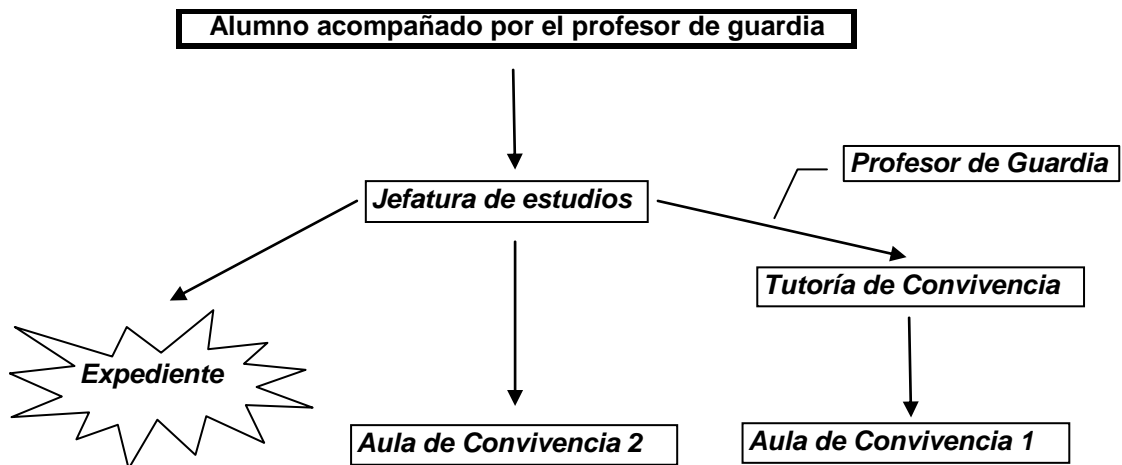 Alumno acompañado por el profesor de guardia
Profesor de Guardia
Jefatura de estudios
Tutoría de Convivencia
Expediente
Aula de Convivencia 2
Aula de Convivencia 1